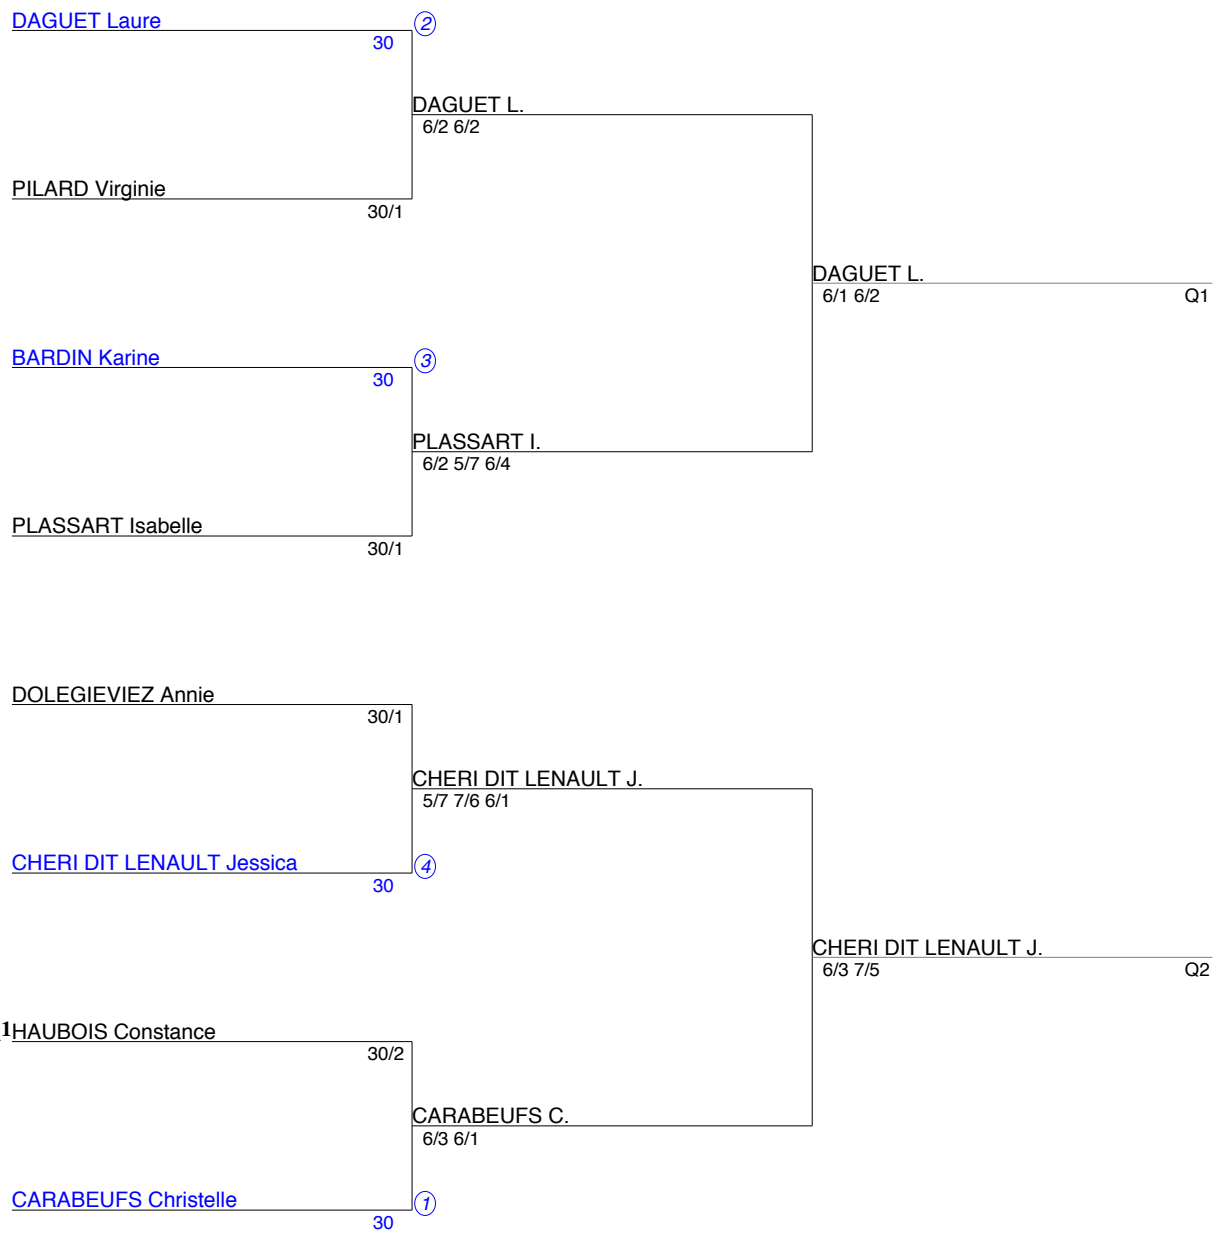 DAGUET Laure
2
30
DAGUET L.
6/2 6/2
PILARD Virginie
30/1
DAGUET L.
6/1 6/2
Q1
BARDIN Karine
3
30
PLASSART I.
6/2 5/7 6/4
PLASSART Isabelle
30/1
DOLEGIEVIEZ Annie
30/1
CHERI DIT LENAULT J.
5/7 7/6 6/1
CHERI DIT LENAULT Jessica
4
30
CHERI DIT LENAULT J.
6/3 7/5
Q2
1 HAUBOIS Constance
30/2
CARABEUFS C.
6/3 6/1
CARABEUFS Christelle
1
30